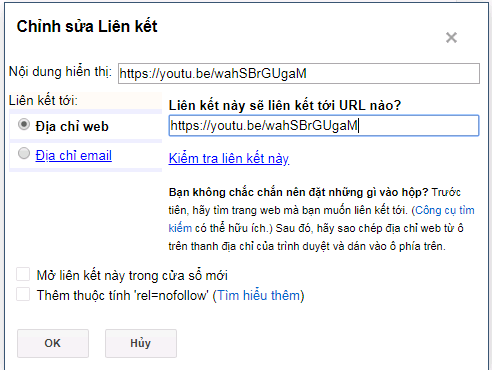 Chỉnh sửa Liên kết
×
Nội dung hiển thị: https://youtu.be/wahSBrGUgaM
Liên kết tới:
Địa chỉ web
Địa chỉ email
Liên kết này sẽ liên kết tới URL nào?
https://youtu.be/wahSBrGUgaM
Kiểm tra liên kết này
Bạn không chắc chắn nên đặt những gì vào hộp? Trước
tiên, hãy tìm trang web mà bạn muốn liên kết tới. (Công cụ tìm
kiếm có thể hữu ích.) Sau đó, hãy sao chép địa chỉ web từ ô
trên thanh địa chỉ của trình duyệt và dán vào ô phía trên.
Mở liên kết này trong cửa sổ mới
Thêm thuộc tính 'rel=nofollow' (Tìm hiểu thêm)
OK
Hủy